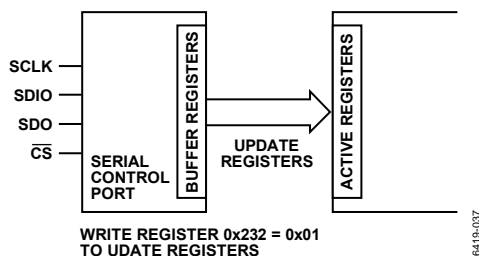 SCLK
SDIO
SDO
CS
SERIAL
CONTROL
PORT
BUFFER REGISTERS
UPDATE
REGISTERS
ACTIVE REGISTERS
WRITE REGISTER 0x232 = 0x01
TO UDATE REGISTERS
6419-037